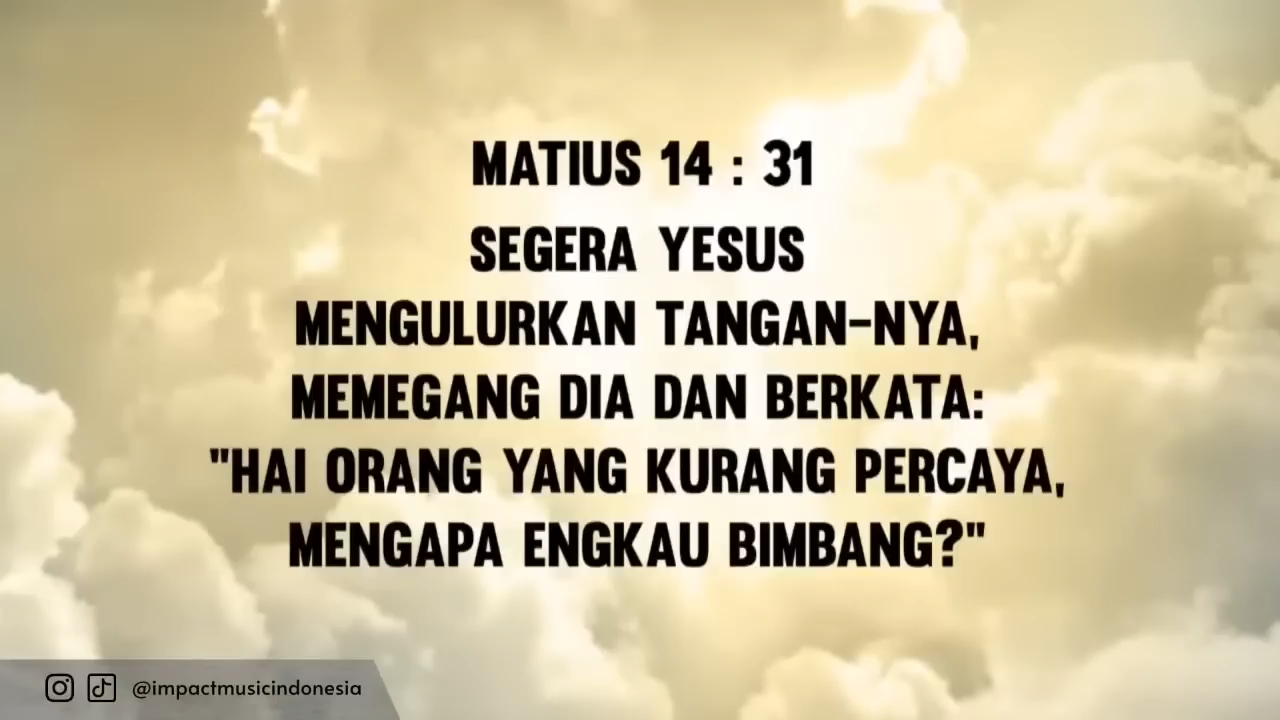 MATIUS 14 : 31
SEGERA YESUS
MENGULURKAN TANGAN-NYA,
MEMEGANG DIA DAN BERKATA:
"HAI ORANG YANG KURANG PERCAYA,
MENGAPA ENGKAU BIMBANG?"
@impactmusicindonesia